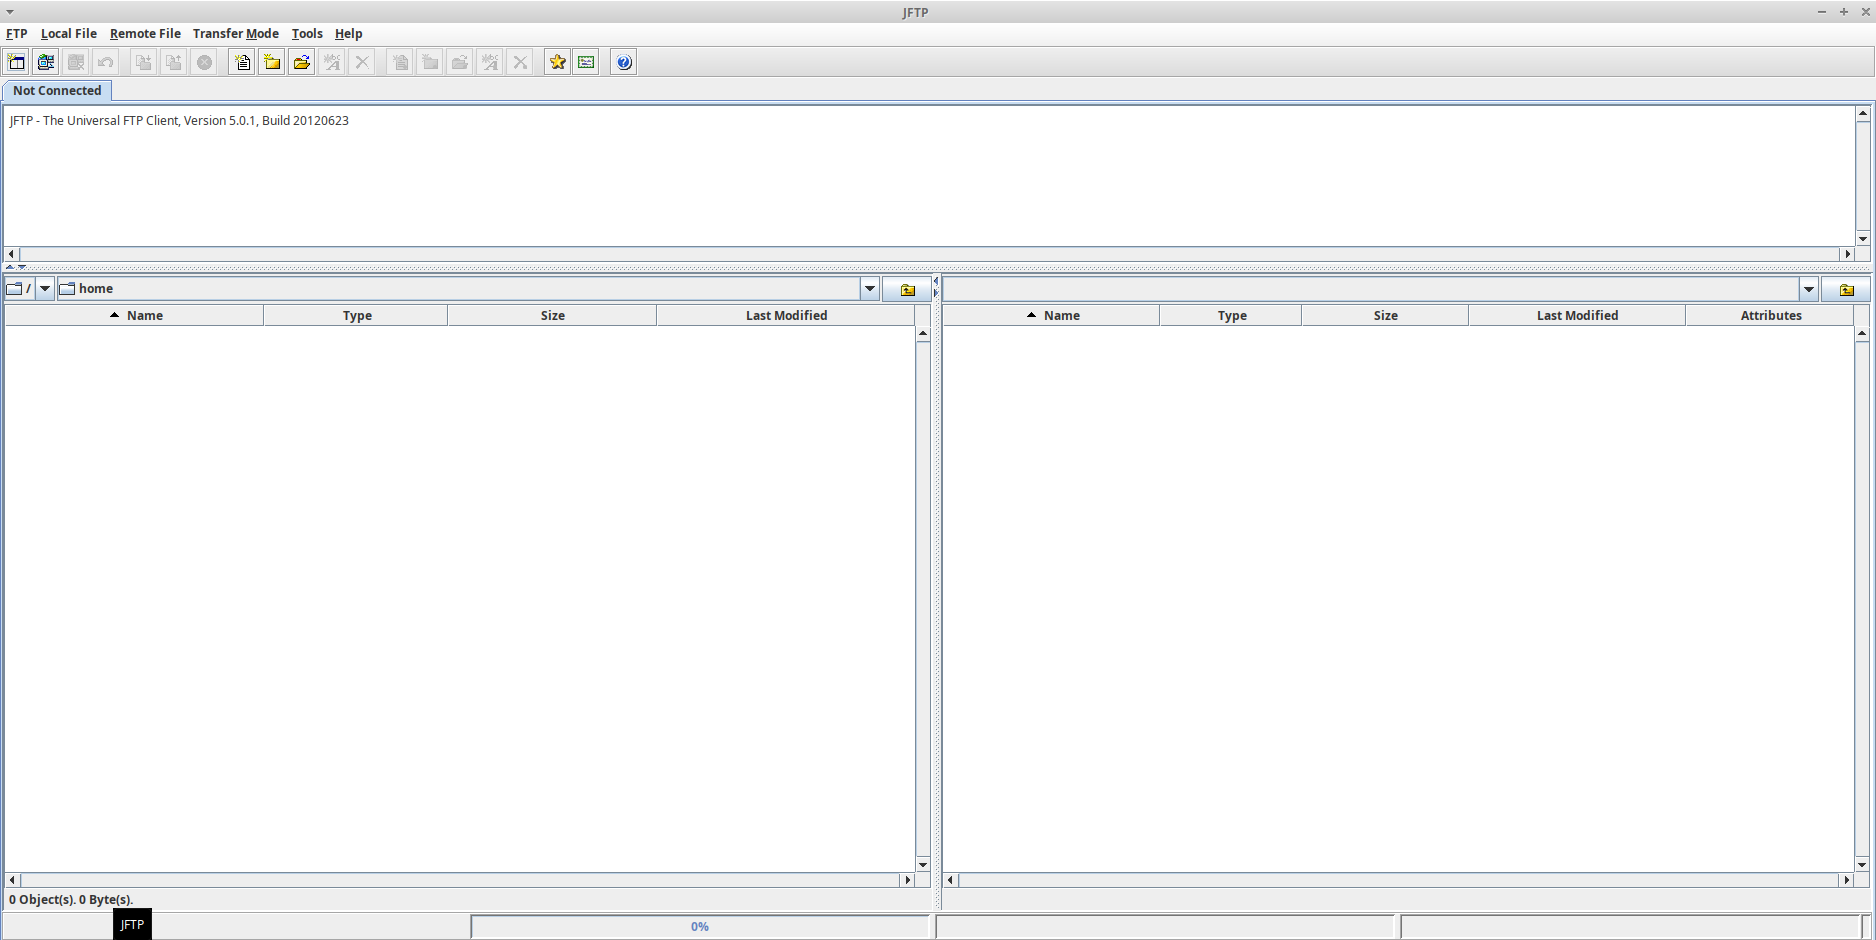 JFTP
FTP Local File Remote File Transfer Mode Tools Help
Not Connected
JFTP - The Universal FTP Client, Version 5.0.1, Build 20120623
/ home
Name Type Size Last Modified
Name Type Size Last Modified Attributes
0 Object(s). 0 Byte(s).
JFTP
0%